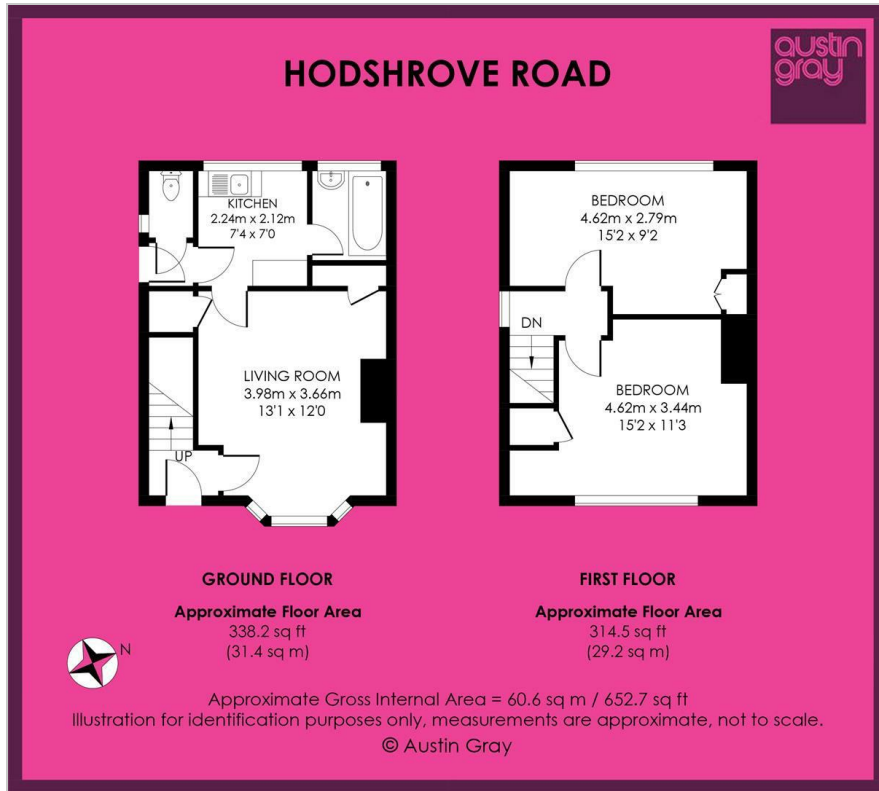 HODSHROVE ROAD
austin
gray
KITCHEN
2.24m x 2.12m
7'4 x 7'0
LIVING ROOM
3.98m x 3.66m
13'1 x 12'0
UP
BEDROOM
4.62m x 2.79m
15'2 x 9'2
DN
BEDROOM
4.62m x 3.44m
15'2 x 11'3
GROUND FLOOR
Approximate Floor Area
338.2 sq ft
(31.4 sq m)
FIRST FLOOR
Approximate Floor Area
314.5 sq ft
(29.2 sq m)
N
Approximate Gross Internal Area = 60.6 sq m / 652.7 sq ft
Illustration for identification purposes only, measurements are approximate, not to scale.
© Austin Gray